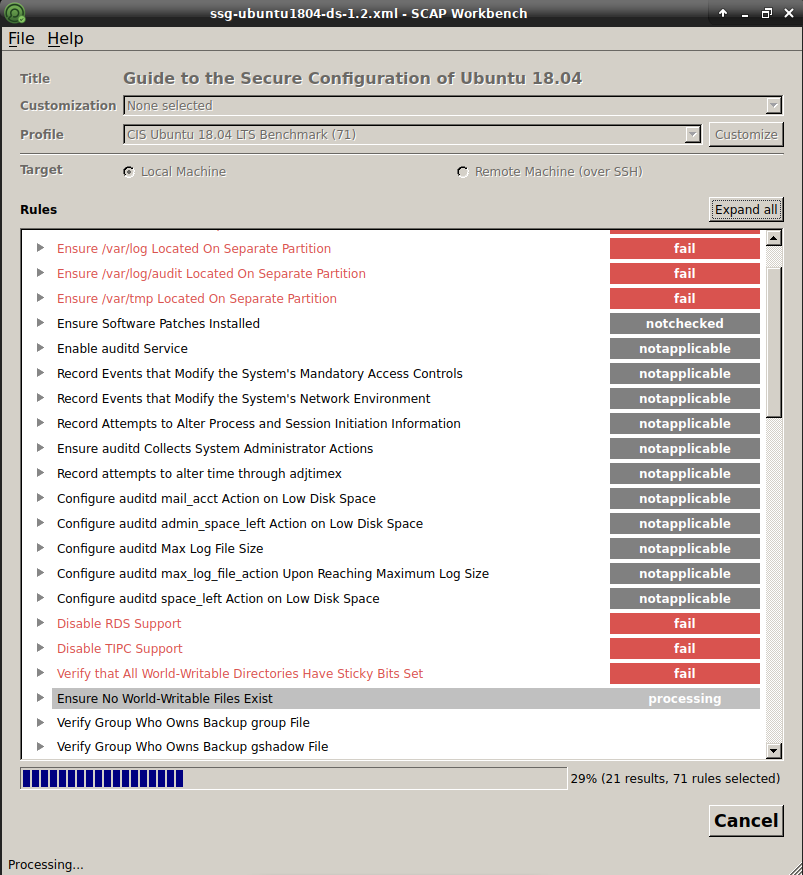 ssg-ubuntu1804-ds-1.2.xml - SCAP Workbench
File Help
Title Guide to the Secure Configuration of Ubuntu 18.04
Customization None selected
Profile CIS Ubuntu 18.04 LTS Benchmark (71) Customize
Target Local Machine Remote Machine (over SSH)
Rules Expand all
Ensure /var/log Located On Separate Partition fail
Ensure /var/log/audit Located On Separate Partition fail
Ensure /var/tmp Located On Separate Partition fail
Ensure Software Patches Installed notchecked
Enable auditd Service notapplicable
Record Events that Modify the System's Mandatory Access Controls notapplicable
Record Events that Modify the System's Network Environment notapplicable
Record Attempts to Alter Process and Session Initiation Information notapplicable
Ensure auditd Collects System Administrator Actions notapplicable
Record attempts to alter time through adjtimex notapplicable
Configure auditd mail_acct Action on Low Disk Space notapplicable
Configure auditd admin_space_left Action on Low Disk Space notapplicable
Configure auditd Max Log File Size notapplicable
Configure auditd max_log_file_action Upon Reaching Maximum Log Size notapplicable
Configure auditd space_left Action on Low Disk Space notapplicable
Disable RDS Support fail
Disable TIPC Support fail
Verify that All World-Writable Directories Have Sticky Bits Set fail
Ensure No World-Writable Files Exist processing
Verify Group Who Owns Backup group File
Verify Group Who Owns Backup gshadow File
29% (21 results, 71 rules selected)
Cancel
Processing...